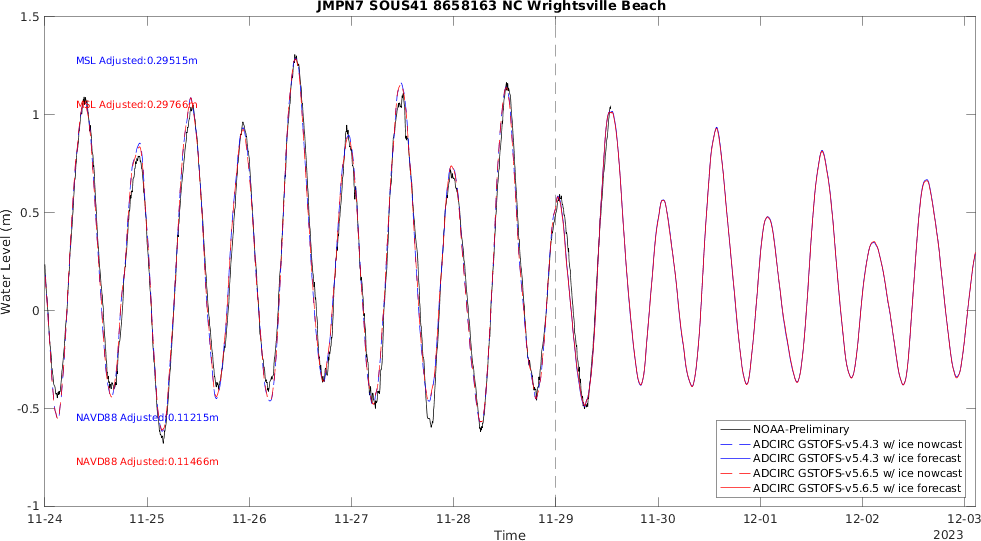 JMPN7 SOUS41 8658163 NC Wrightsville Beach
1.5
MSL Adjusted:0.29515m
MSL Adjusted:0.29766m
1
0.5
Water Level (m)
0
-0.5
NAVD88 Adjusted:0.11215m
NAVD88 Adjusted:0.11466m
NOAA-Preliminary
ADCIRC GSTOFS-v5.4.3 w/ ice nowcast
ADCIRC GSTOFS-v5.4.3 w/ ice forecast
ADCIRC GSTOFS-v5.6.5 w/ ice nowcast
ADCIRC GSTOFS-v5.6.5 w/ ice forecast
-1
11-24 11-25 11-26 11-27 11-28 11-29 11-30 12-01 12-02 12-03
Time
2023